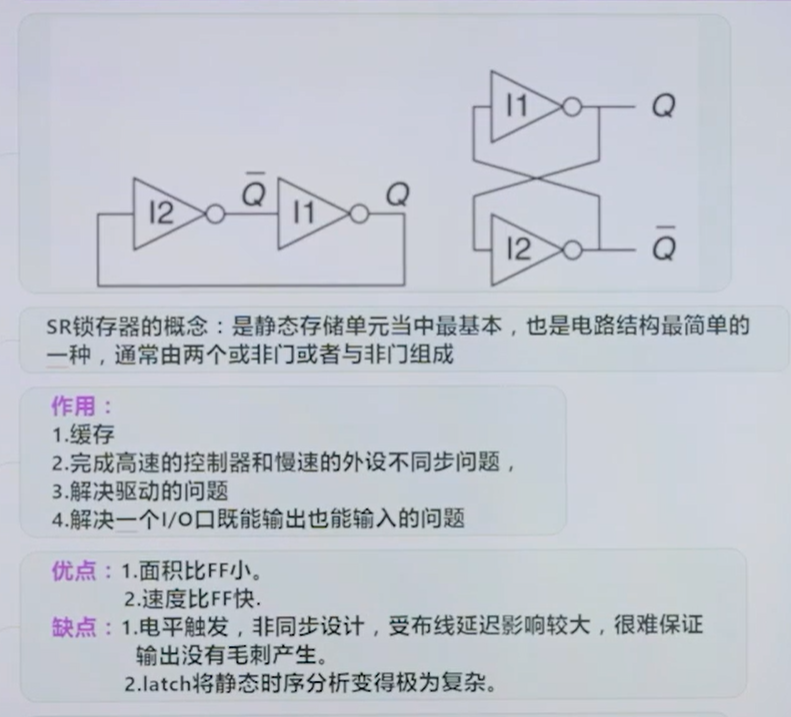 I2
Q̅
I1
Q
I1
Q
I2
Q̅
SR锁存器的概念：是静态存储单元当中最基本，也是电路结构最简单的
一种，通常由两个或非门或者与非门组成
作用：
1.缓存
2.完成高速的控制器和慢速的外设不同步问题，
3.解决驱动的问题
4.解决一个I/O口既能输出也能输入的问题
优点：1.面积比FF小。
2.速度比FF快.
缺点：1.电平触发，非同步设计，受布线延迟影响较大，很难保证
输出没有毛刺产生。
2.latch将静态时序分析变得极为复杂。